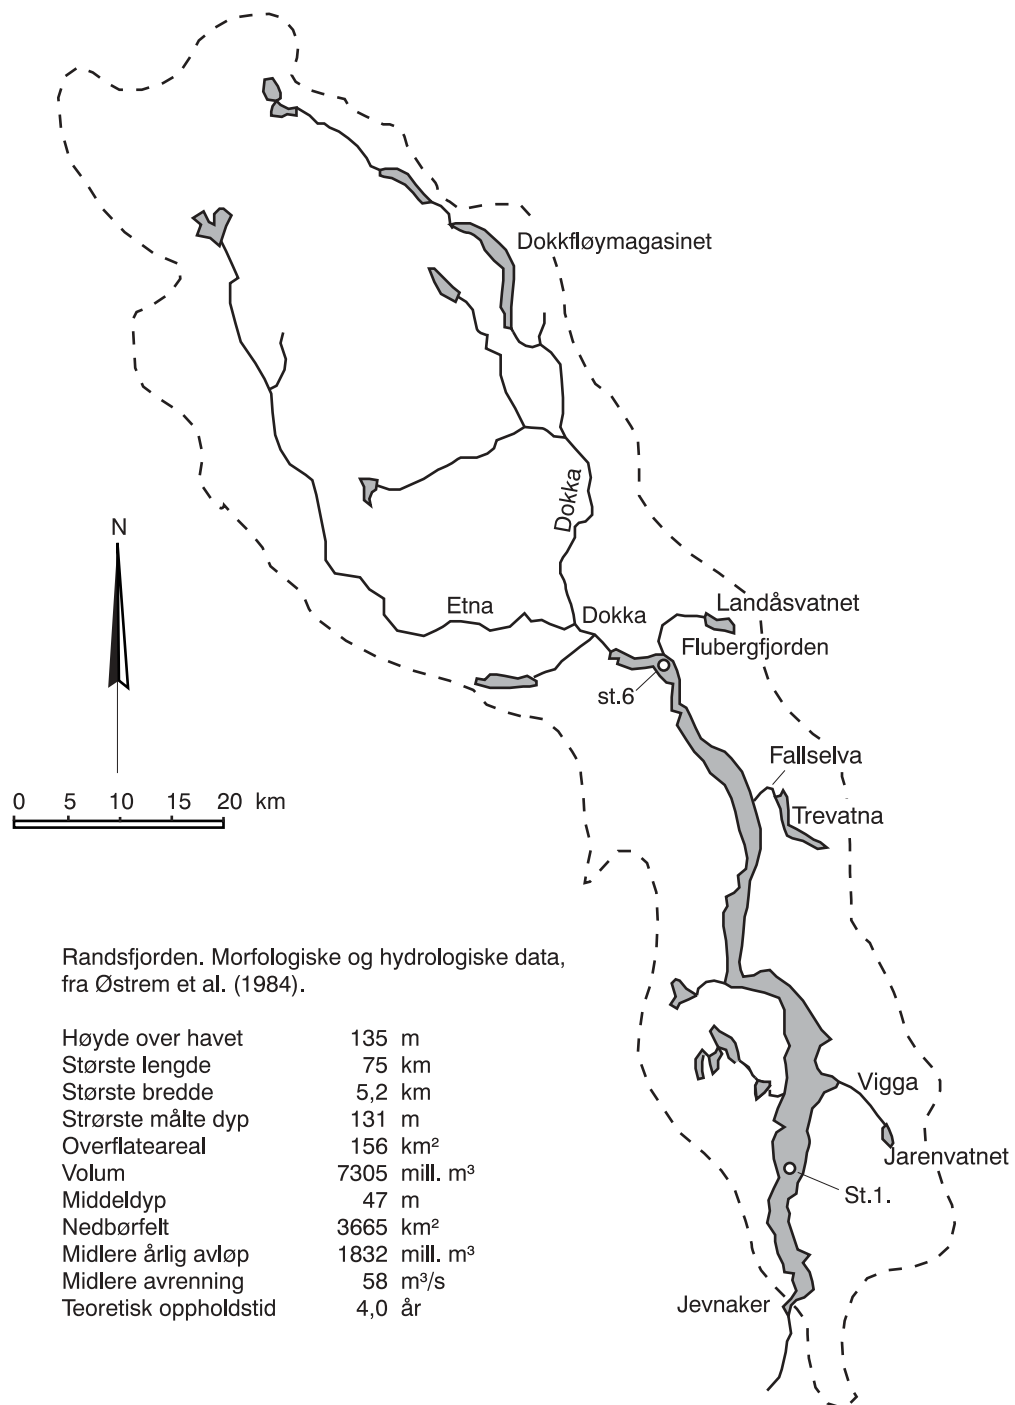 Dokkfløymagasinet
N
Dokka
Etna
Dokka
Landåsvatnet
Flubergfjorden
st.6
Fallselva
Trevatna
0 5 10 15 20 km
Randsfjorden. Morfologiske og hydrologiske data,
fra Østrem et al. (1984).
Høyde over havet 135 m
Største lengde 75 km
Største bredde 5,2 km
Strørste målte dyp 131 m
Overflateareal 156 km²
Volum 7305 mill. m³
Middeldyp 47 m
Nedbørfelt 3665 km²
Midlere årlig avløp 1832 mill. m³
Midlere avrenning 58 m³/s
Teoretisk oppholdstid 4,0 år
Vigga
Jarenvatnet
St.1.
Jevnaker